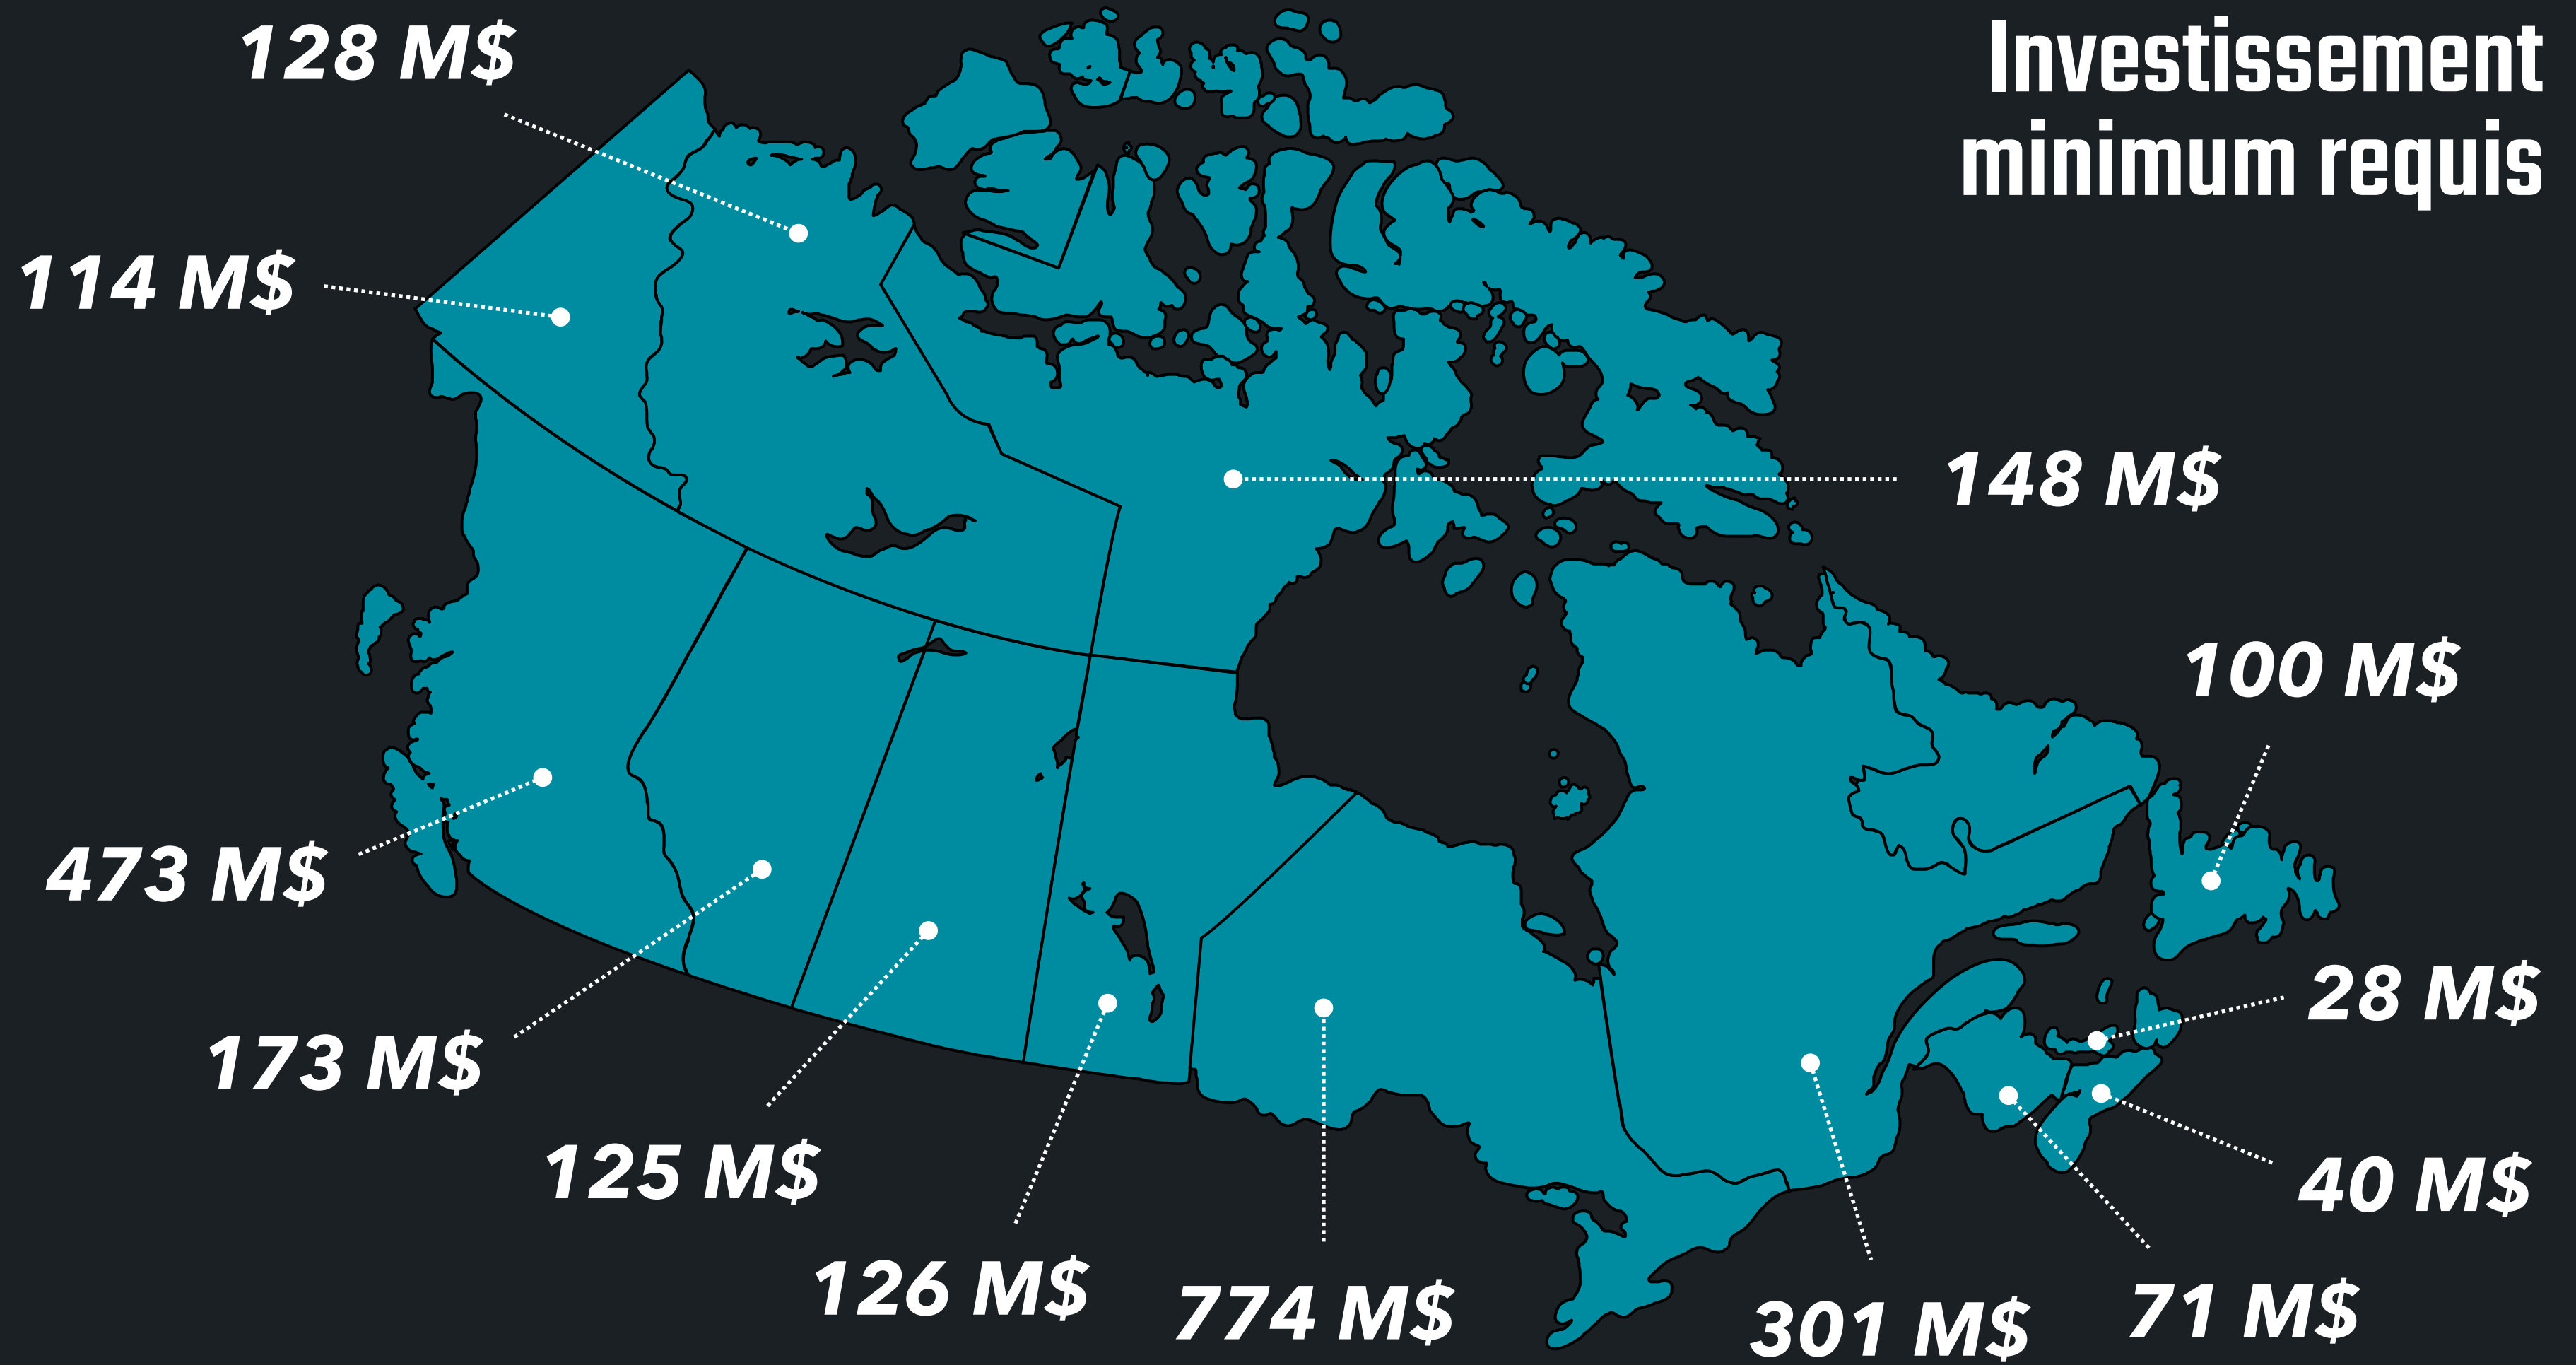 Investissement
minimum requis
128 M$
114 M$
148 M$
100 M$
473 M$
28 M$
173 M$
125 M$
40 M$
126 M$
774 M$
301 M$
71 M$